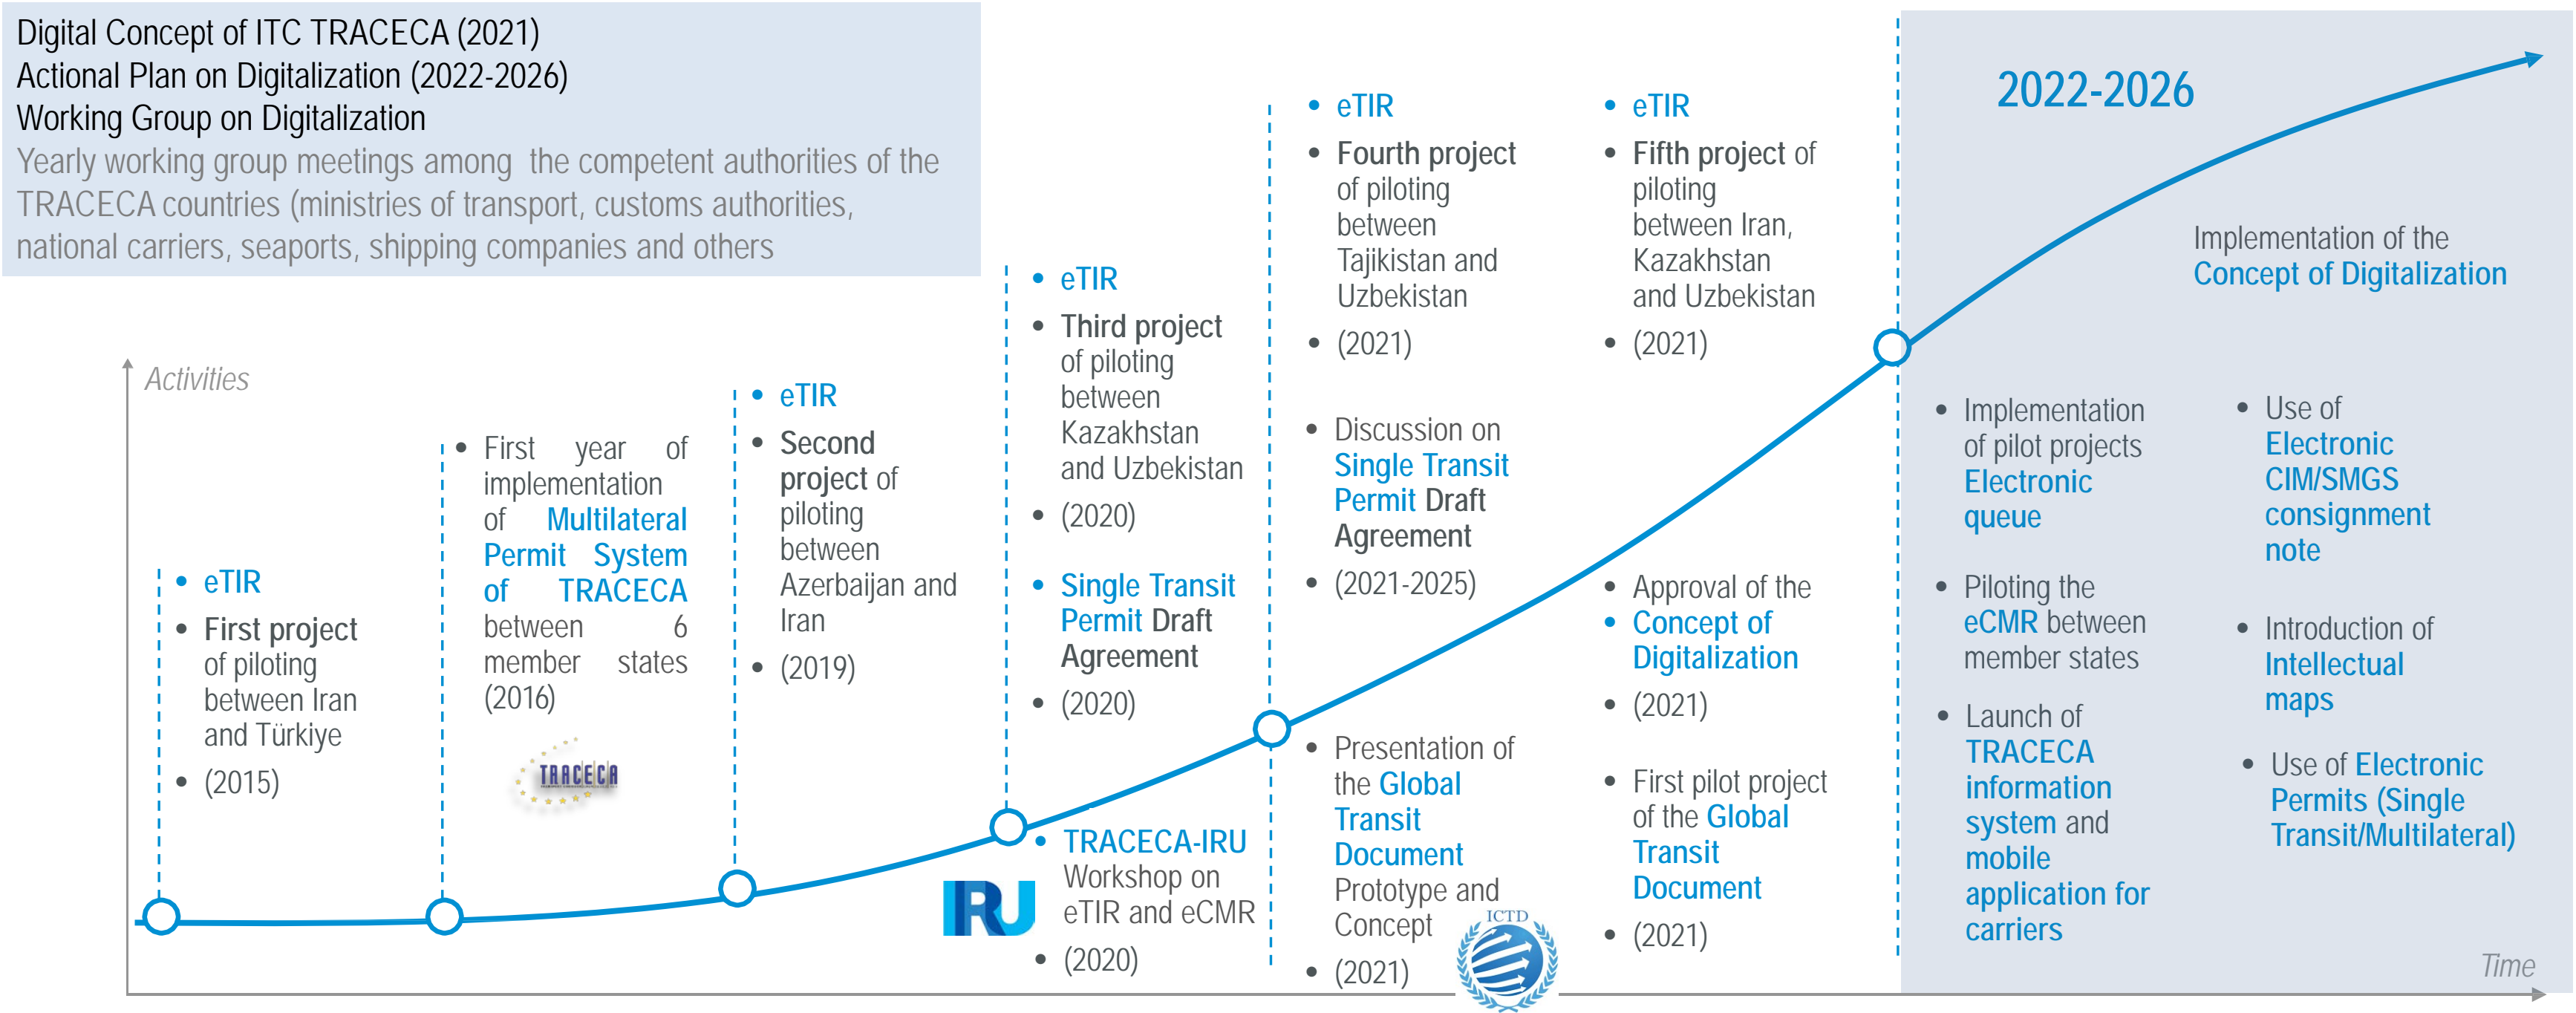 Digital Concept of ITC TRACECA (2021)
Actional Plan on Digitalization (2022-2026)
Working Group on Digitalization
Yearly working group meetings among the competent authorities of the
TRACECA countries (ministries of transport, customs authorities,
national carriers, seaports, shipping companies and others
Activities
• eTIR
• First project
of piloting
between Iran
and Türkiye
• (2015)
• First year of
implementation
of Multilateral
Permit System
of TRACECA
between 6
member states
(2016)
TRACECA
• eTIR
• Second
project of
piloting
between
Azerbaijan and
Iran
• (2019)
• eTIR
• Third project
of piloting
between
Kazakhstan
and Uzbekistan
• (2020)
• Single Transit
Permit Draft
Agreement
• (2020)
• TRACECA-IRU
Workshop on
eTIR and eCMR
• (2020)
IRU
• eTIR
• Fourth project
of piloting
between
Tajikistan and
Uzbekistan
• (2021)
• Discussion on
Single Transit
Permit Draft
Agreement
• (2021-2025)
• Presentation of
the Global
Transit
Document
Prototype and
Concept
• (2021)
ICTD
• eTIR
• Fifth project of
piloting
between Iran,
Kazakhstan
and Uzbekistan
• (2021)
• Approval of the
• Concept of
Digitalization
• (2021)
• First pilot project
of the Global
Transit
Document
• (2021)
2022-2026
Implementation of the
Concept of Digitalization
• Implementation
of pilot projects
Electronic
queue
• Piloting the
eCMR between
member states
• Launch of
TRACECA
information
system and
mobile
application for
carriers
• Use of
Electronic
CIM/SMGS
consignment
note
• Introduction of
Intellectual
maps
• Use of Electronic
Permits (Single
Transit/Multilateral)
Time